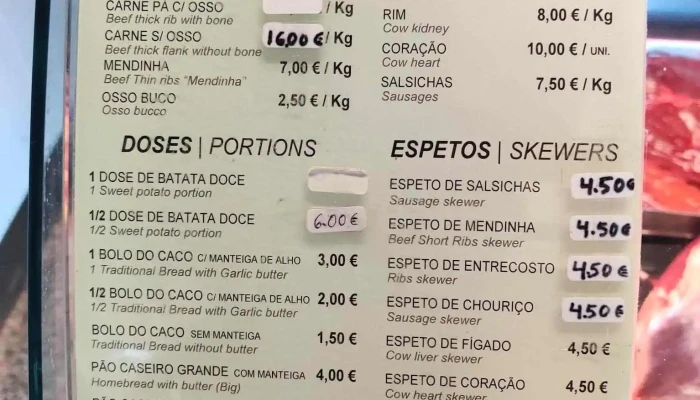 CARNE PÁ C/ OSSO / Kg
Beef thick rib with bone
CARNE S/ OSSO 16,00 € / Kg
Beef thick flank without bone
MENDINHA 7,00 € / Kg
Beef Thin ribs "Mendinha"
OSSO BUCO 2,50 € / Kg
Osso bucco
RIM 8,00 € / Kg
Cow kidney
CORAÇÃO 10,00 € / UNI.
Cow heart
SALSICHAS 7,50 € / Kg
Sausages
DOSES | PORTIONS
1 DOSE DE BATATA DOCE
1 Sweet potato portion
1/2 DOSE DE BATATA DOCE 6.00 €
1/2 Sweet potato portion
1 BOLO DO CACO C/ MANTEIGA DE ALHO 3,00 €
1 Traditional Bread with Garlic butter
1/2 BOLO DO CACO C/ MANTEIGA DE ALHO 2,00 €
1/2 Traditional Bread with Garlic butter
BOLO DO CACO SEM MANTEIGA 1,50 €
Traditional Bread without butter
PÃO CASEIRO GRANDE COM MANTEIGA 4,00 €
Homebread with butter (Big)
ESPETOS | SKEWERS
ESPETO DE SALSICHAS 4.50€
Sausage skewer
ESPETO DE MENDINHA 4.50€
Beef Short Ribs skewer
ESPETO DE ENTRECOSTO 4.50 €
Ribs skewer
ESPETO DE CHOURIÇO 4.50€
Sausage skewer
ESPETO DE FÍGADO 4,50 €
Cow liver skewer
ESPETO DE CORAÇÃO 4,50 €
Cow heart skewer